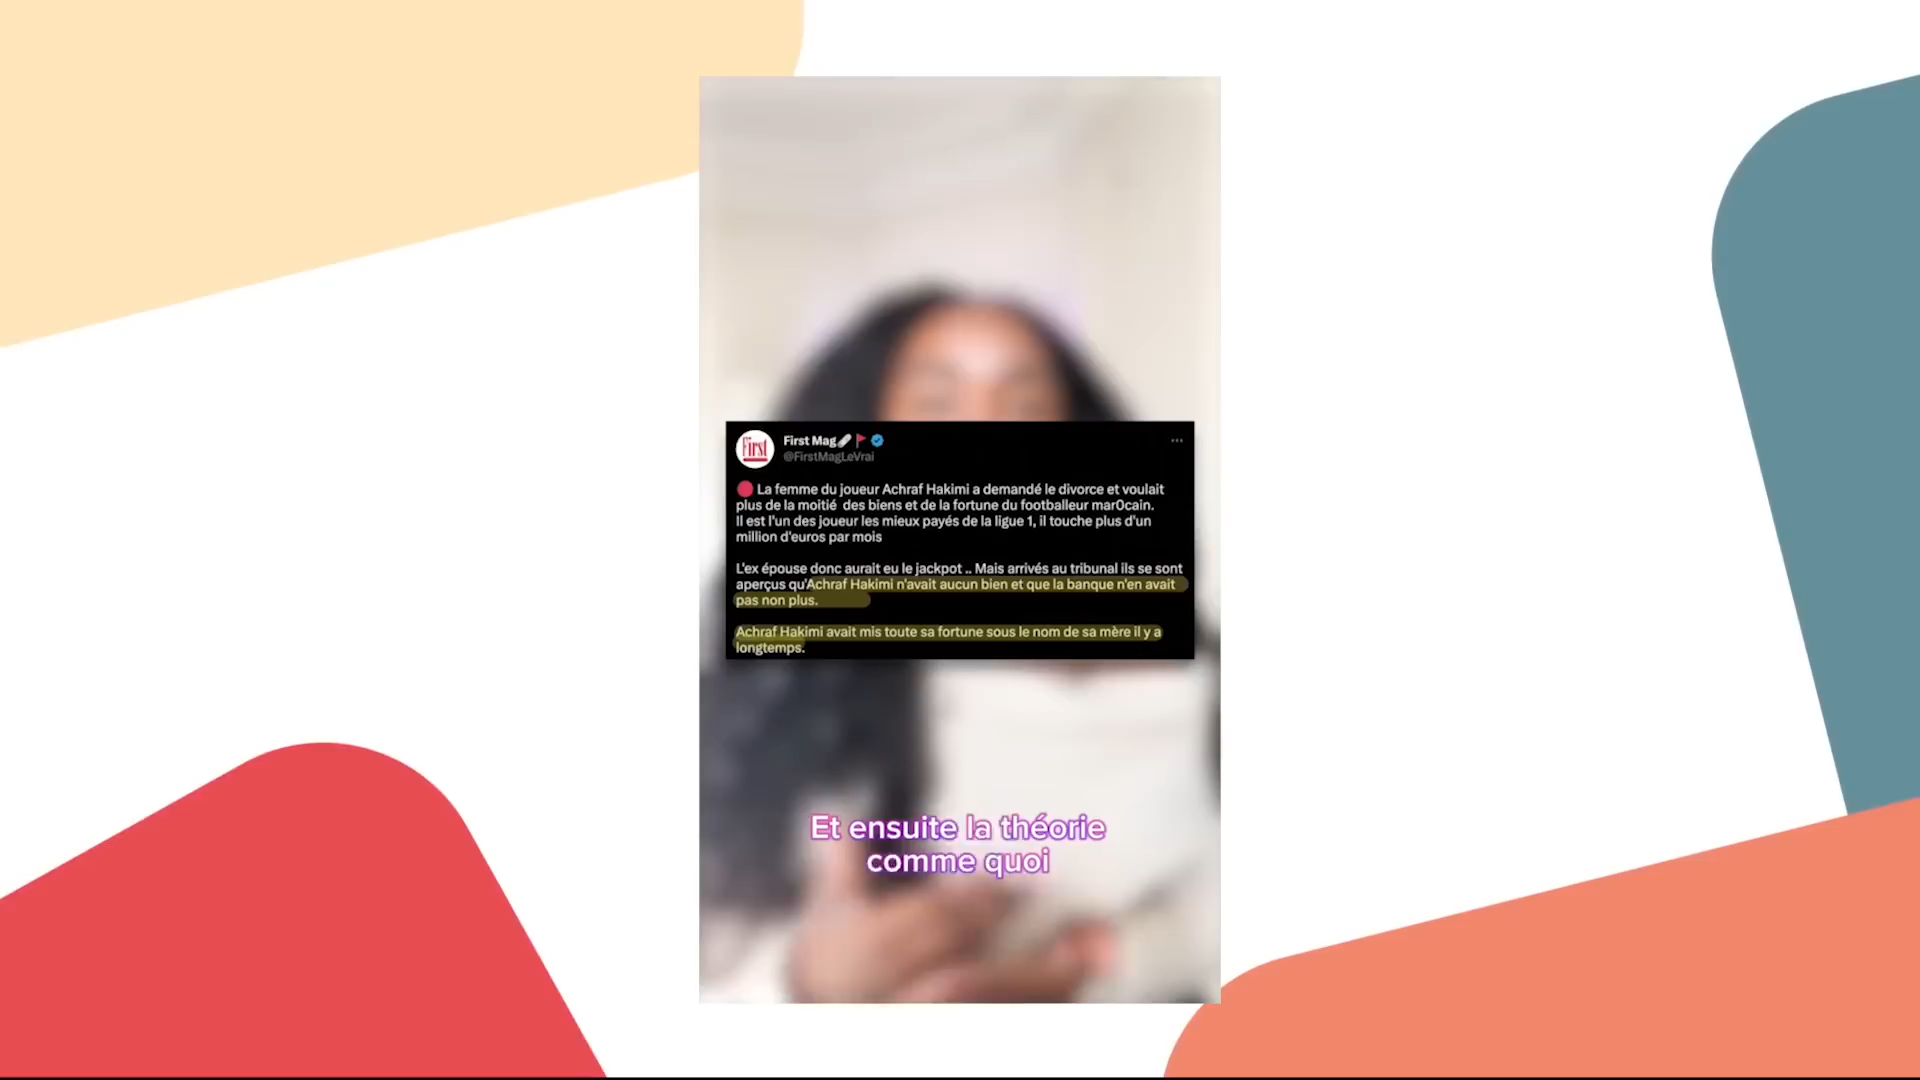 First
First Mag
@FirstMagLeVrai
La femme du joueur Achraf Hakimi a demandé le divorce et voulait
plus de la moitié des biens et de la fortune du footballeur mar0cain.
Il est l'un des joueur les mieux payés de la ligue 1, il touche plus d'un
million d'euros par mois
L'ex épouse donc aurait eu le jackpot .. Mais arrivés au tribunal ils se sont
aperçus qu'Achraf Hakimi n'avait aucun bien et que la banque n'en avait
pas non plus.
Achraf Hakimi avait mis toute sa fortune sous le nom de sa mère il y a
longtemps.
Et ensuite la théorie
comme quoi